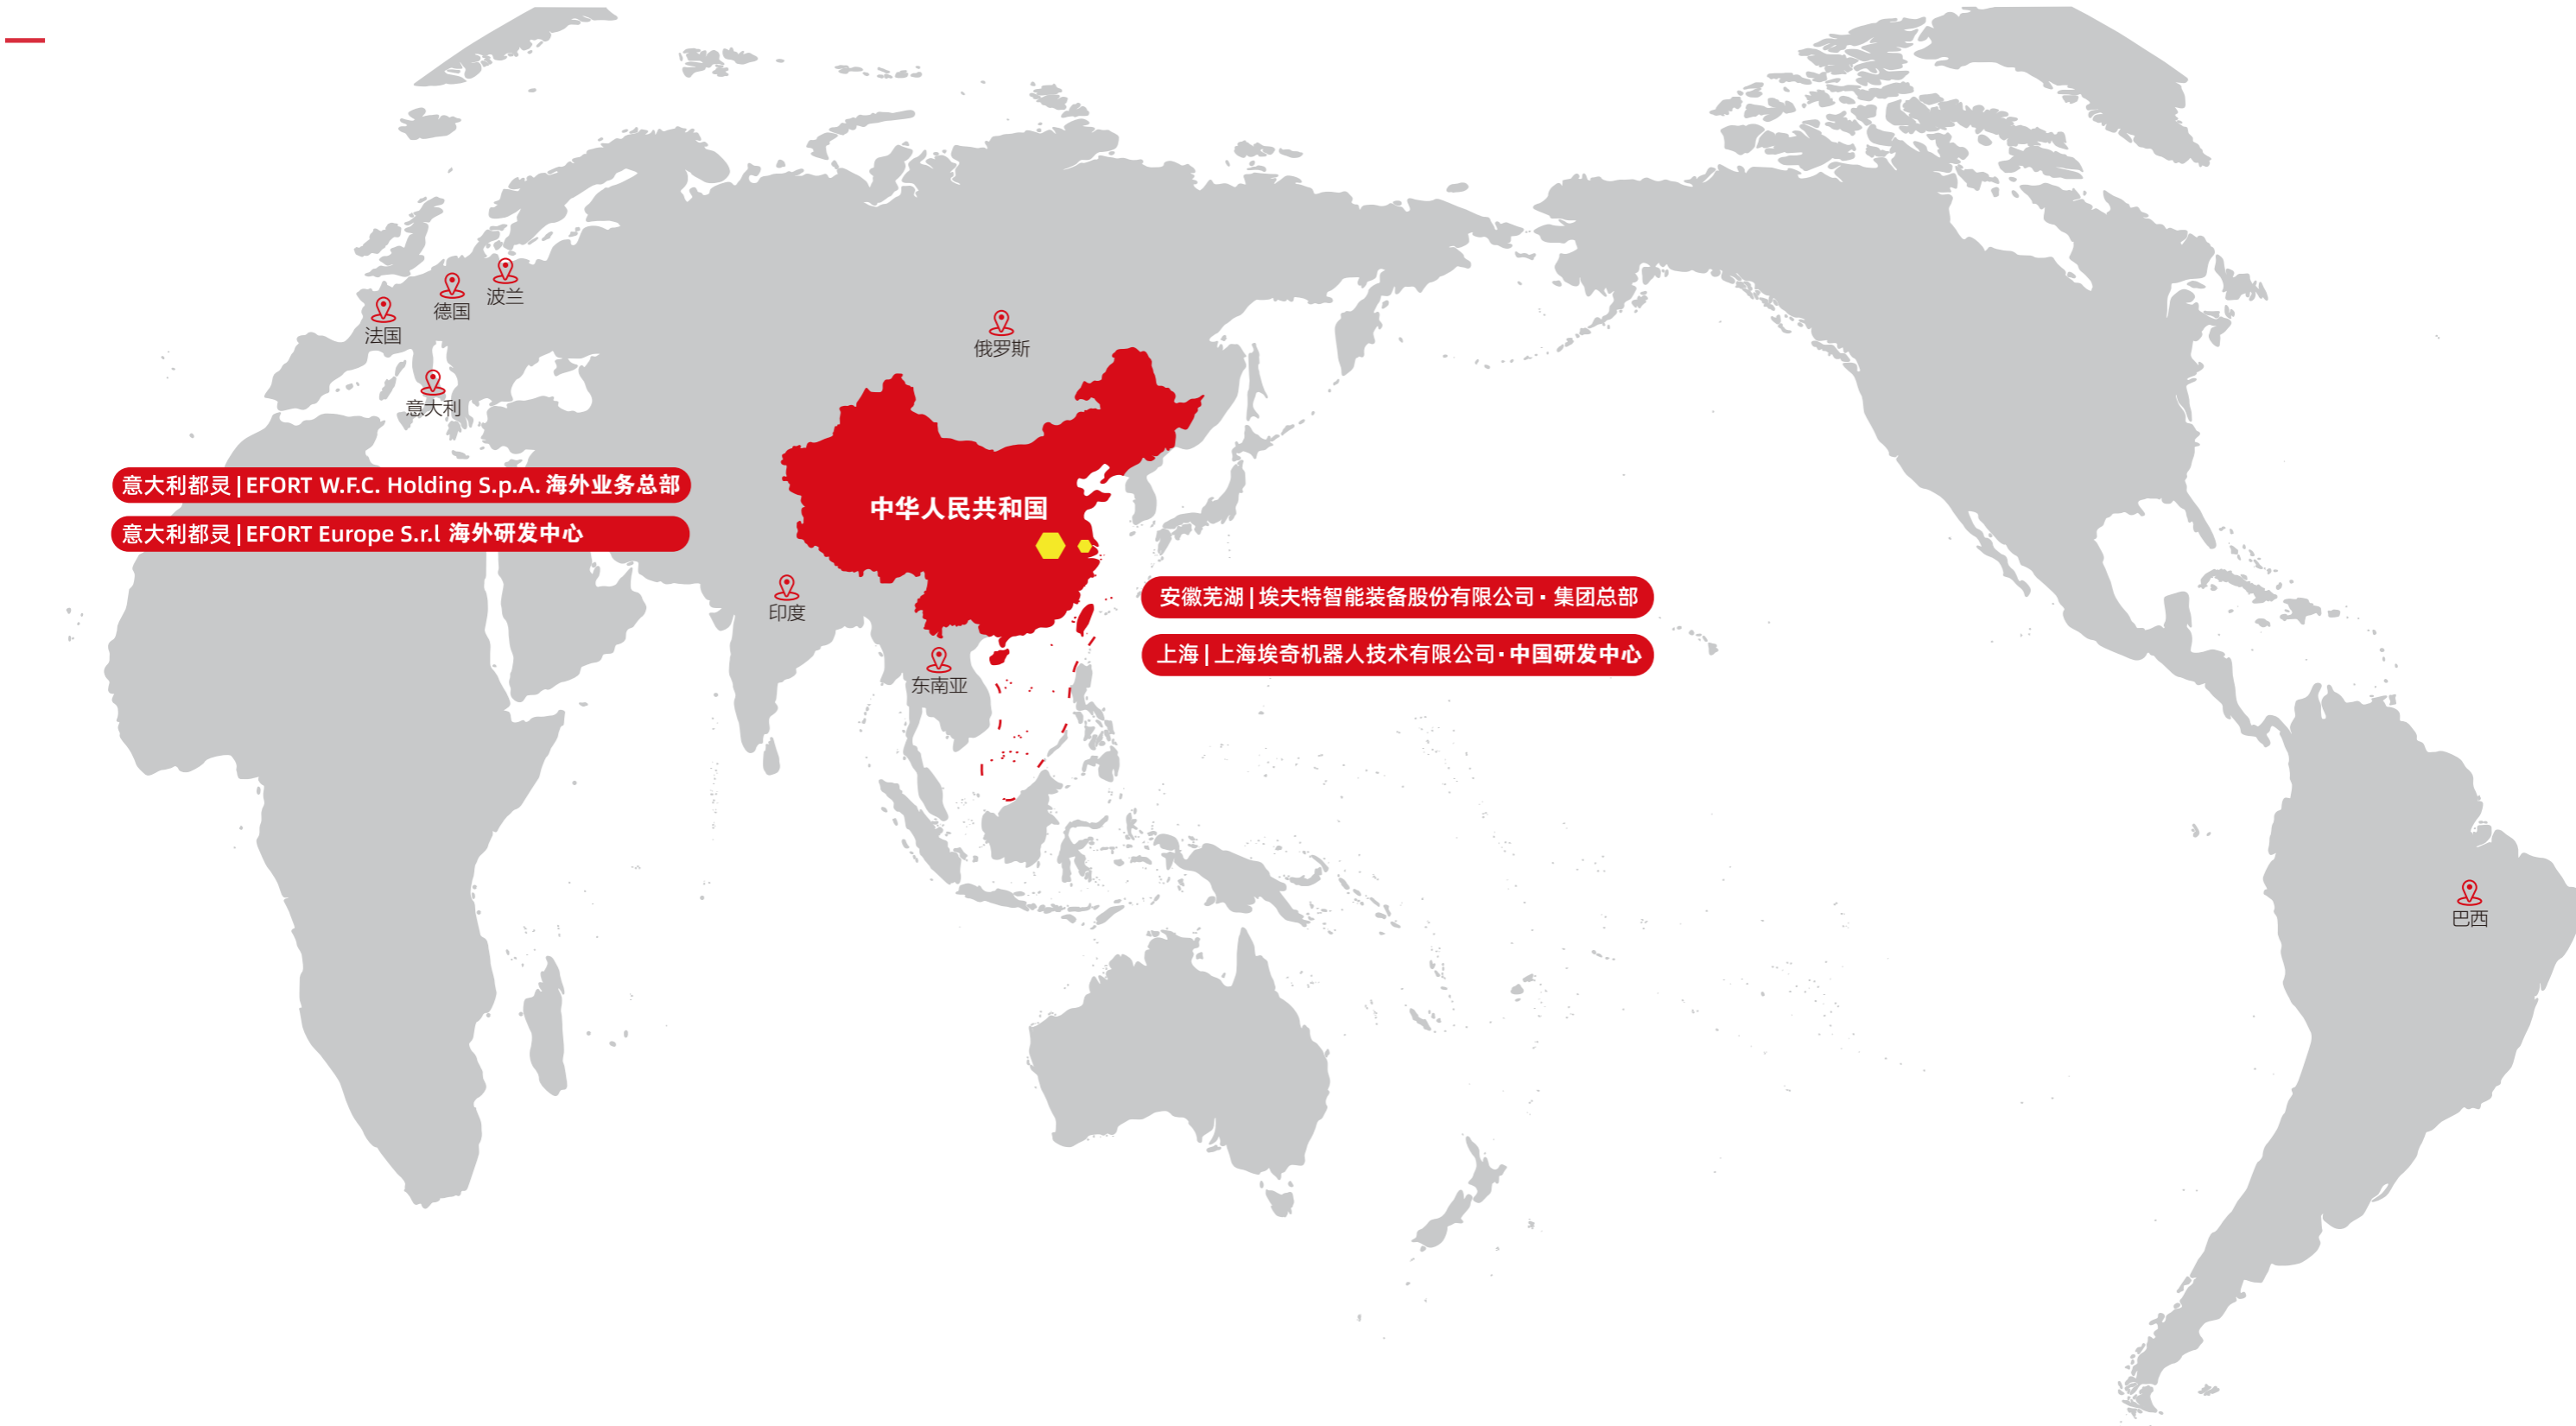 波兰
德国
法国
俄罗斯
意大利
意大利都灵|EFORT W.F.C. Holding S.p.A. 海外业务总部
意大利都灵|EFORT Europe S.r.l 海外研发中心
中华人民共和国
印度
安徽芜湖|埃夫特智能装备股份有限公司·集团总部
上海|上海埃奇机器人技术有限公司·中国研发中心
东南亚
巴西